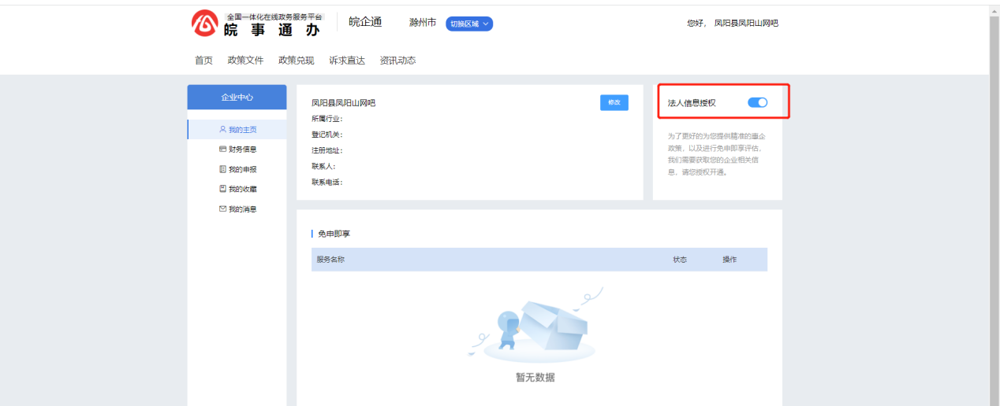 全国一体化在线政务服务平台
皖事通办
皖企通
滁州市
切换区域
您好， 凤阳县凤阳山网吧
首页 政策文件 政策兑现 诉求直达 资讯动态
企业中心
我的主页
财务信息
我的申报
我的收藏
我的消息
凤阳县凤阳山网吧
修改
所属行业：
登记机关：
注册地址：
联系人：
联系电话：
法人信息授权
为了更好的为您提供精准的惠企
政策，以及进行免申即享评估，
我们需要获取您的企业相关信
息，请您授权开通。
免申即享
服务名称 状态 操作
暂无数据